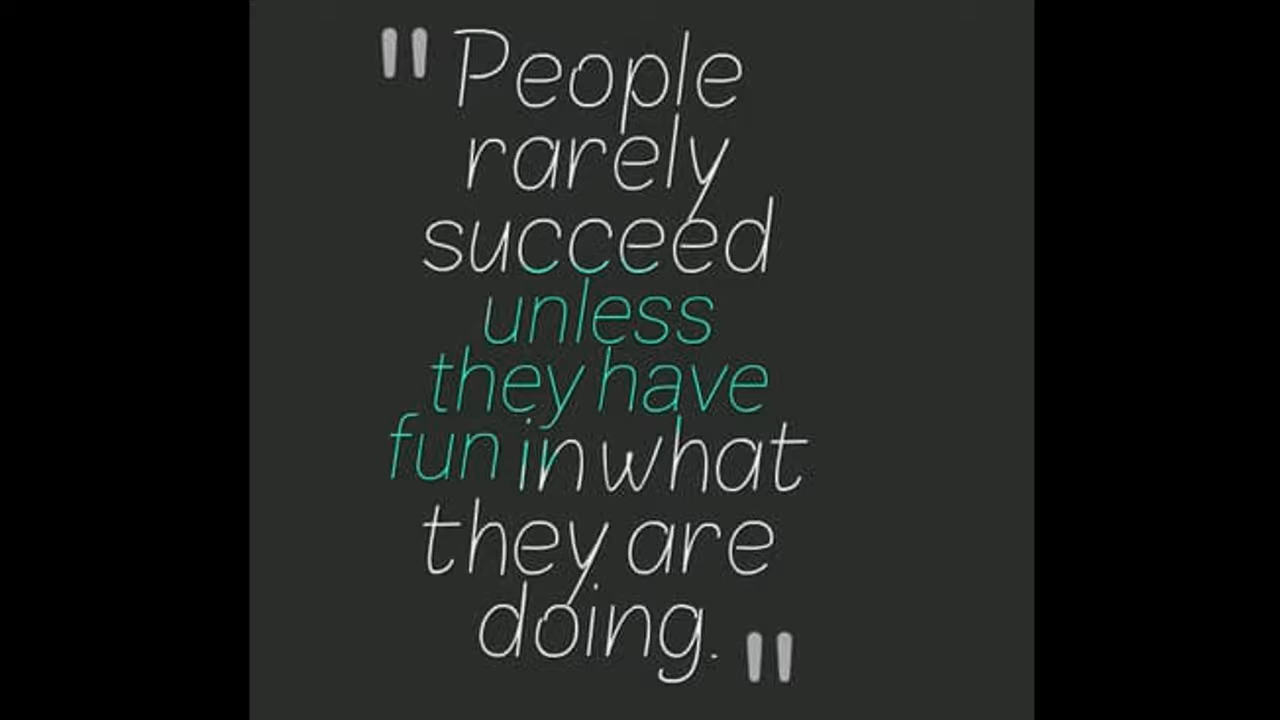 "People
rarely
succeed
unless
they have
fun in what
they are
doing."